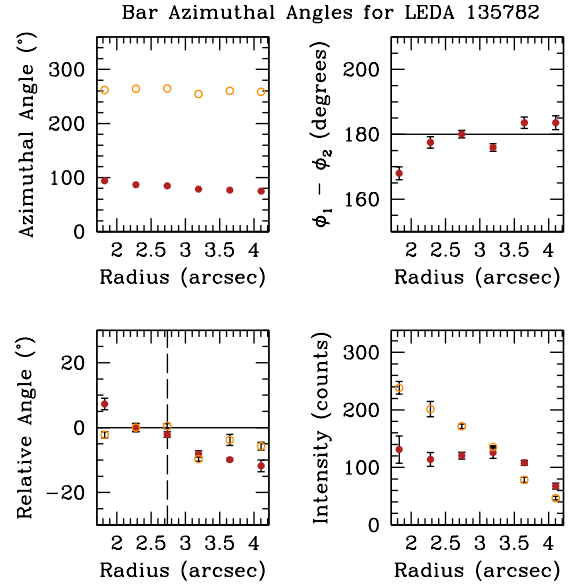 Bar Azimuthal Angles for LEDA 135782
Azimuthal Angle (°)
300
200
100
0
2 2.5 3 3.5 4
Radius (arcsec)
ϕ1 − ϕ2 (degrees)
200
180
160
2 2.5 3 3.5 4
Radius (arcsec)
Relative Angle (°)
20
0
−20
2 2.5 3 3.5 4
Radius (arcsec)
Intensity (counts)
300
200
100
0
2 2.5 3 3.5 4
Radius (arcsec)